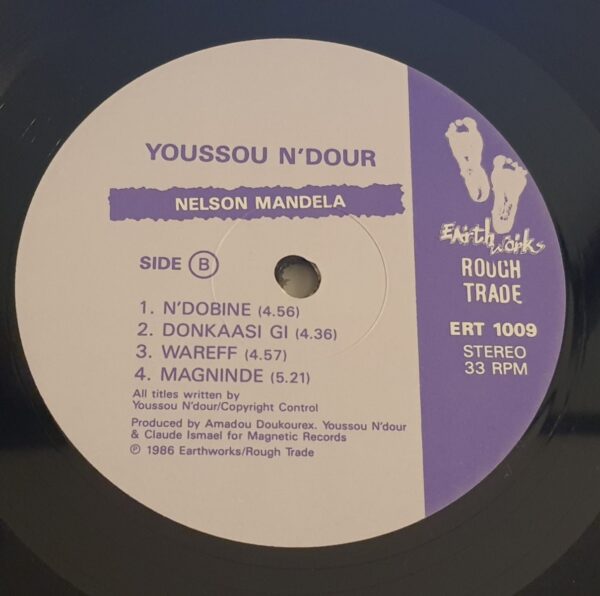 YOUSSOU N'DOUR
NELSON MANDELA
SIDE B
1. N'DOBINE (4.56)
2. DONKAASI GI (4.36)
3. WAREFF (4.57)
4. MAGNINDE (5.21)
All titles written by
Youssou N'dour/Copyright Control
Produced by Amadou Doukourex. Youssou N'dour
& Claude Ismael for Magnetic Records
℗ 1986 Earthworks/Rough Trade
Earthworks
ROUGH
TRADE
ERT 1009
STEREO
33 RPM